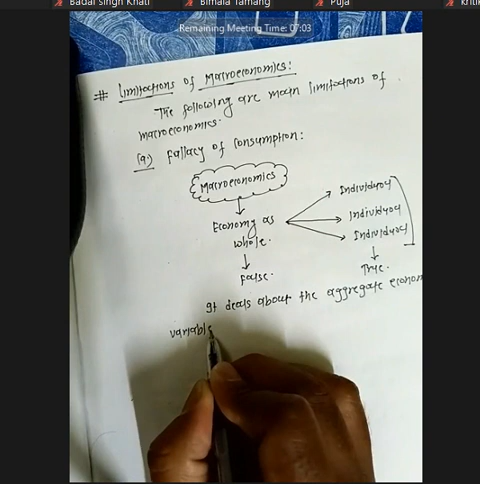 Badal singh Khati
Bimala Tamang
Puja
kritik
Remaining Meeting Time: 07:03
# Limitations of Macroeconomics:
The following are main limitations of
macroeconomics.
(a.) Fallacy of Consumption:
Macroeconomics
Economy as
whole.
False.
Individual
Individual
Individual
True.
It deals about the aggregate econom
variable